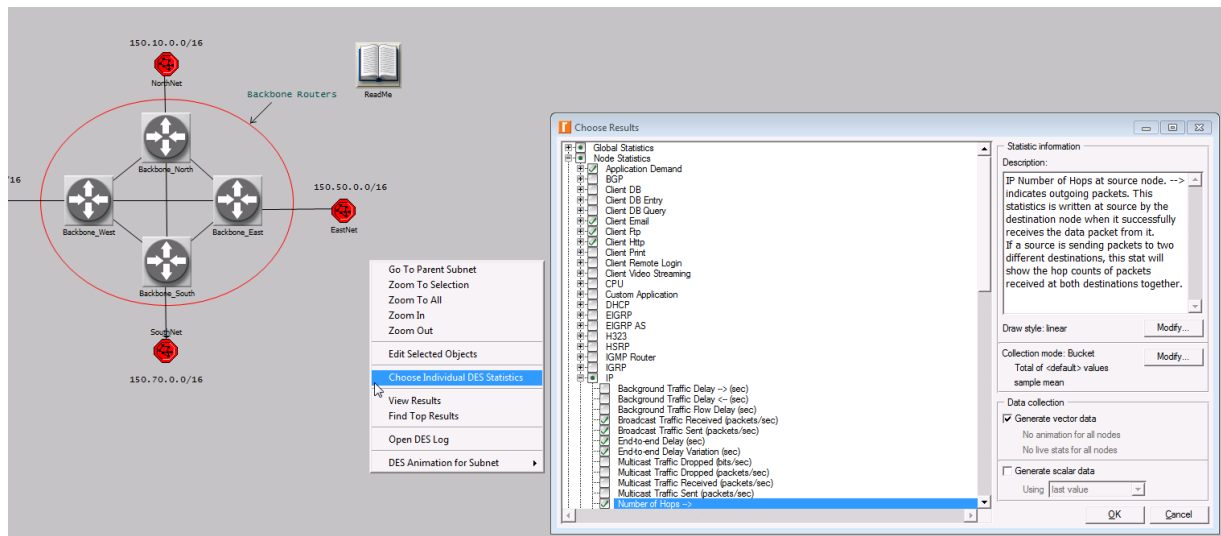 150.10.0.0/16
NorthNet
Backbone Routers
ReadMe
Backbone_North
16
150.50.0.0/16
Backbone_West
Backbone_East
EastNet
Backbone_South
SouthNet
150.70.0.0/16
Go To Parent Subnet
Zoom To Selection
Zoom To All
Zoom In
Zoom Out
Edit Selected Objects
Choose Individual DES Statistics
View Results
Find Top Results
Open DES Log
DES Animation for Subnet
Choose Results
Global Statistics
Node Statistics
Application Demand
BGP
Client DB
Client DB Entry
Client DB Query
Client Email
Client Ftp
Client Http
Client Print
Client Remote Login
Client Video Streaming
CPU
Custom Application
DHCP
EIGRP
EIGRP AS
H323
HSRP
IGMP Router
IGRP
IP
Background Traffic Delay --> (sec)
Background Traffic Delay <-- (sec)
Background Traffic Flow Delay (sec)
Broadcast Traffic Received (packets/sec)
Broadcast Traffic Sent (packets/sec)
End-to-end Delay (sec)
End-to-end Delay Variation (sec)
Multicast Traffic Dropped (bits/sec)
Multicast Traffic Dropped (packets/sec)
Multicast Traffic Received (packets/sec)
Multicast Traffic Sent (packets/sec)
Number of Hops -->
Statistic information
Description:
IP Number of Hops at source node. -->
indicates outgoing packets. This
statistics is written at source by the
destination node when it successfully
receives the data packet from it.
If a source is sending packets to two
different destinations, this stat will
show the hop counts of packets
received at both destinations together.
Draw style: linear
Modify...
Collection mode: Bucket
Modify...
Total of <default> values
sample mean
Data collection
Generate vector data
No animation for all nodes
No live stats for all nodes
Generate scalar data
Using last value
OK
Cancel